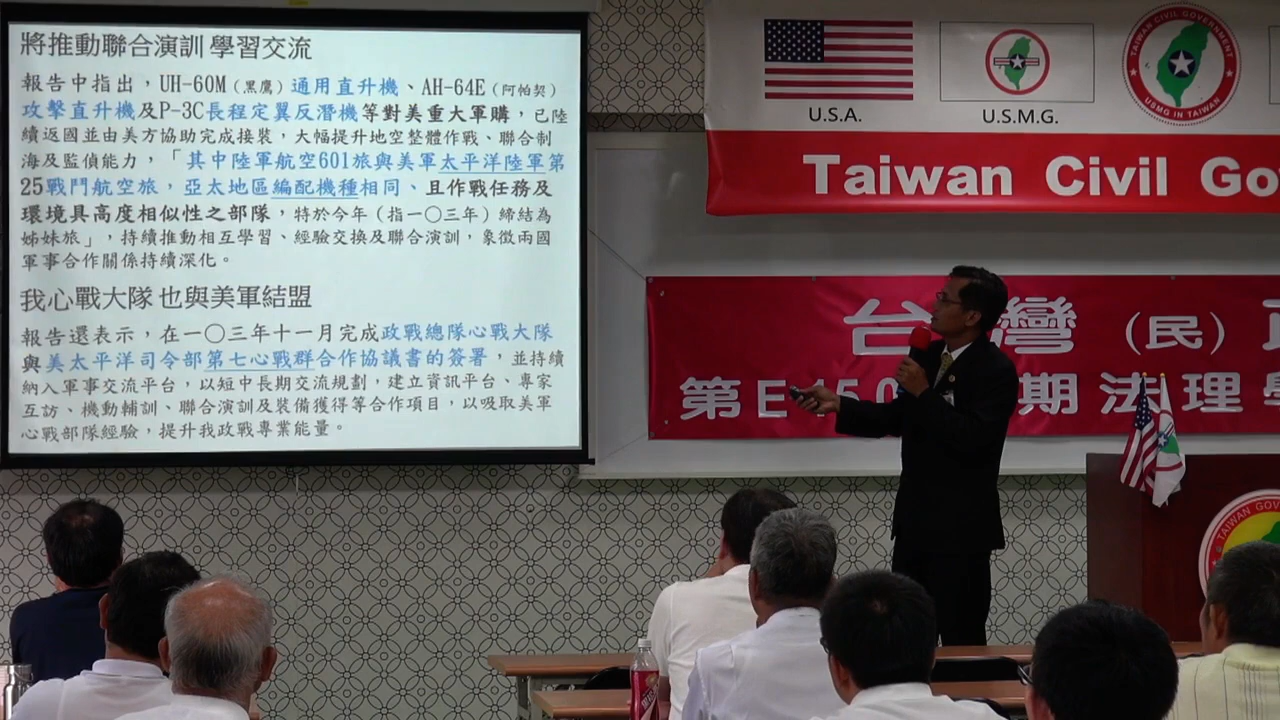 將推動聯合演訓 學習交流
報告中指出，UH-60M（黑鷹）通用直升機、AH-64E（阿帕契）
攻擊直升機及P-3C長程定翼反潛機等對美重大軍購，已陸
續返國並由美方協助完成接裝，大幅提升地空整體作戰、聯合制
海及監偵能力，「其中陸軍航空601旅與美軍太平洋陸軍第
25戰鬥航空旅，亞太地區編配機種相同、且作戰任務及
環境具高度相似性之部隊，特於今年（指一〇三年）締結為
姊妹旅」，持續推動相互學習、經驗交換及聯合演訓，象徵兩國
軍事合作關係持續深化。
我心戰大隊 也與美軍結盟
報告還表示，在一〇三年十一月完成政戰總隊心戰大隊
與美太平洋司令部第七心戰群合作協議書的簽署，並持續
納入軍事交流平台，以短中長期交流規劃，建立資訊平台、專家
互訪、機動輔訓、聯合演訓及裝備獲得等合作項目，以吸取美軍
心戰部隊經驗，提升我政戰專業能量。
U.S.A.
U.S.M.G.
TAIWAN CIVIL GOVERNMENT
USMG IN TAIWAN
Taiwan Civil Go
台灣（民）
第E 期法理學
TAIWAN GOVER